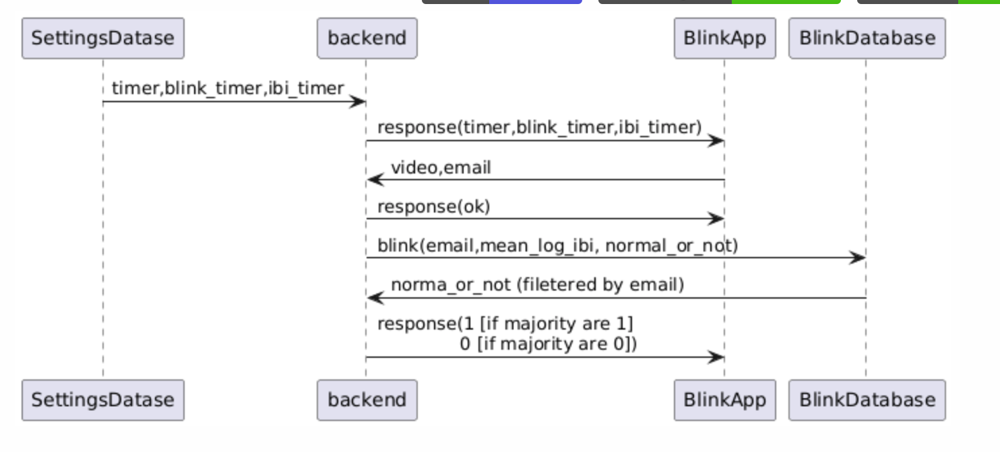 SettingsDatase backend BlinkApp BlinkDatabase
timer,blink_timer,ibi_timer
response(timer,blink_timer,ibi_timer)
video,email
response(ok)
blink(email,mean_log_ibi, normal_or_not)
norma_or_not (filetered by email)
response(1 [if majority are 1]
0 [if majority are 0])
SettingsDatase backend BlinkApp BlinkDatabase